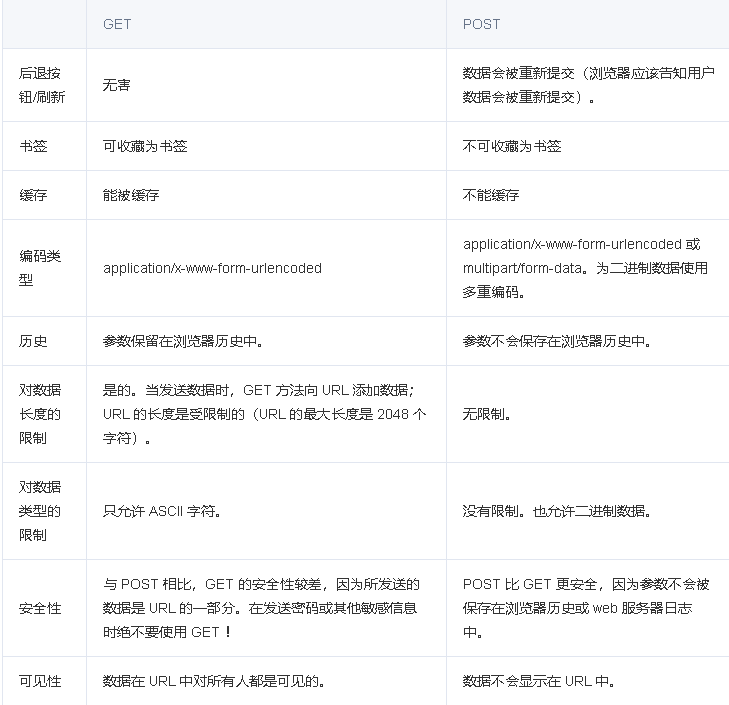 GET POST
后退按
钮/刷新
无害
数据会被重新提交（浏览器应该告知用户
数据会被重新提交）。
书签 可收藏为书签 不可收藏为书签
缓存 能被缓存 不能缓存
编码类
型
application/x-www-form-urlencoded
application/x-www-form-urlencoded 或
multipart/form-data。为二进制数据使用
多重编码。
历史 参数保留在浏览器历史中。 参数不会保存在浏览器历史中。
对数据
长度的
限制
是的。当发送数据时，GET 方法向 URL 添加数据；
URL 的长度是受限制的（URL 的最大长度是 2048 个
字符）。
无限制。
对数据
类型的
限制
只允许 ASCII 字符。
没有限制。也允许二进制数据。
安全性
与 POST 相比，GET 的安全性较差，因为所发送的
数据是 URL 的一部分。在发送密码或其他敏感信息
时绝不要使用 GET ！
POST 比 GET 更安全，因为参数不会被
保存在浏览器历史或 web 服务器日志
中。
可见性 数据在 URL 中对所有人都是可见的。 数据不会显示在 URL 中。